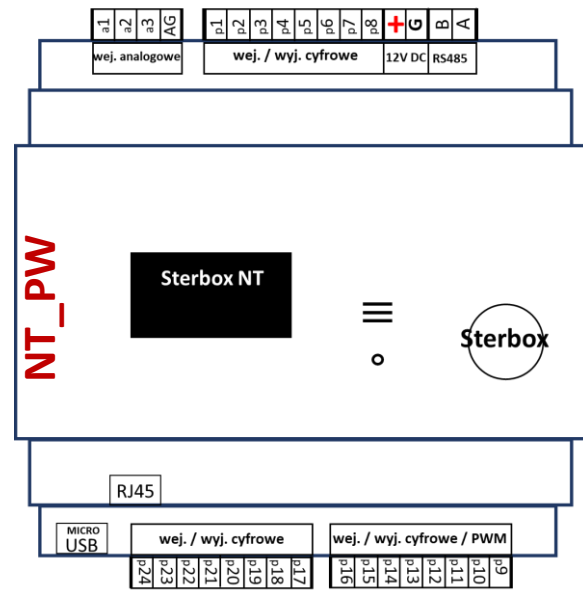 a1 a2 a3 AG p1 p2 p3 p4 p5 p6 p7 p8 + G B A
wej. analogowe wej. / wyj. cyfrowe 12V DC RS485
NT_PW
Sterbox NT
Sterbox
RJ45
MICRO
USB
wej. / wyj. cyfrowe wej. / wyj. cyfrowe / PWM
p24 p23 p22 p21 p20 p19 p18 p17 p16 p15 p14 p13 p12 p11 p10 p9